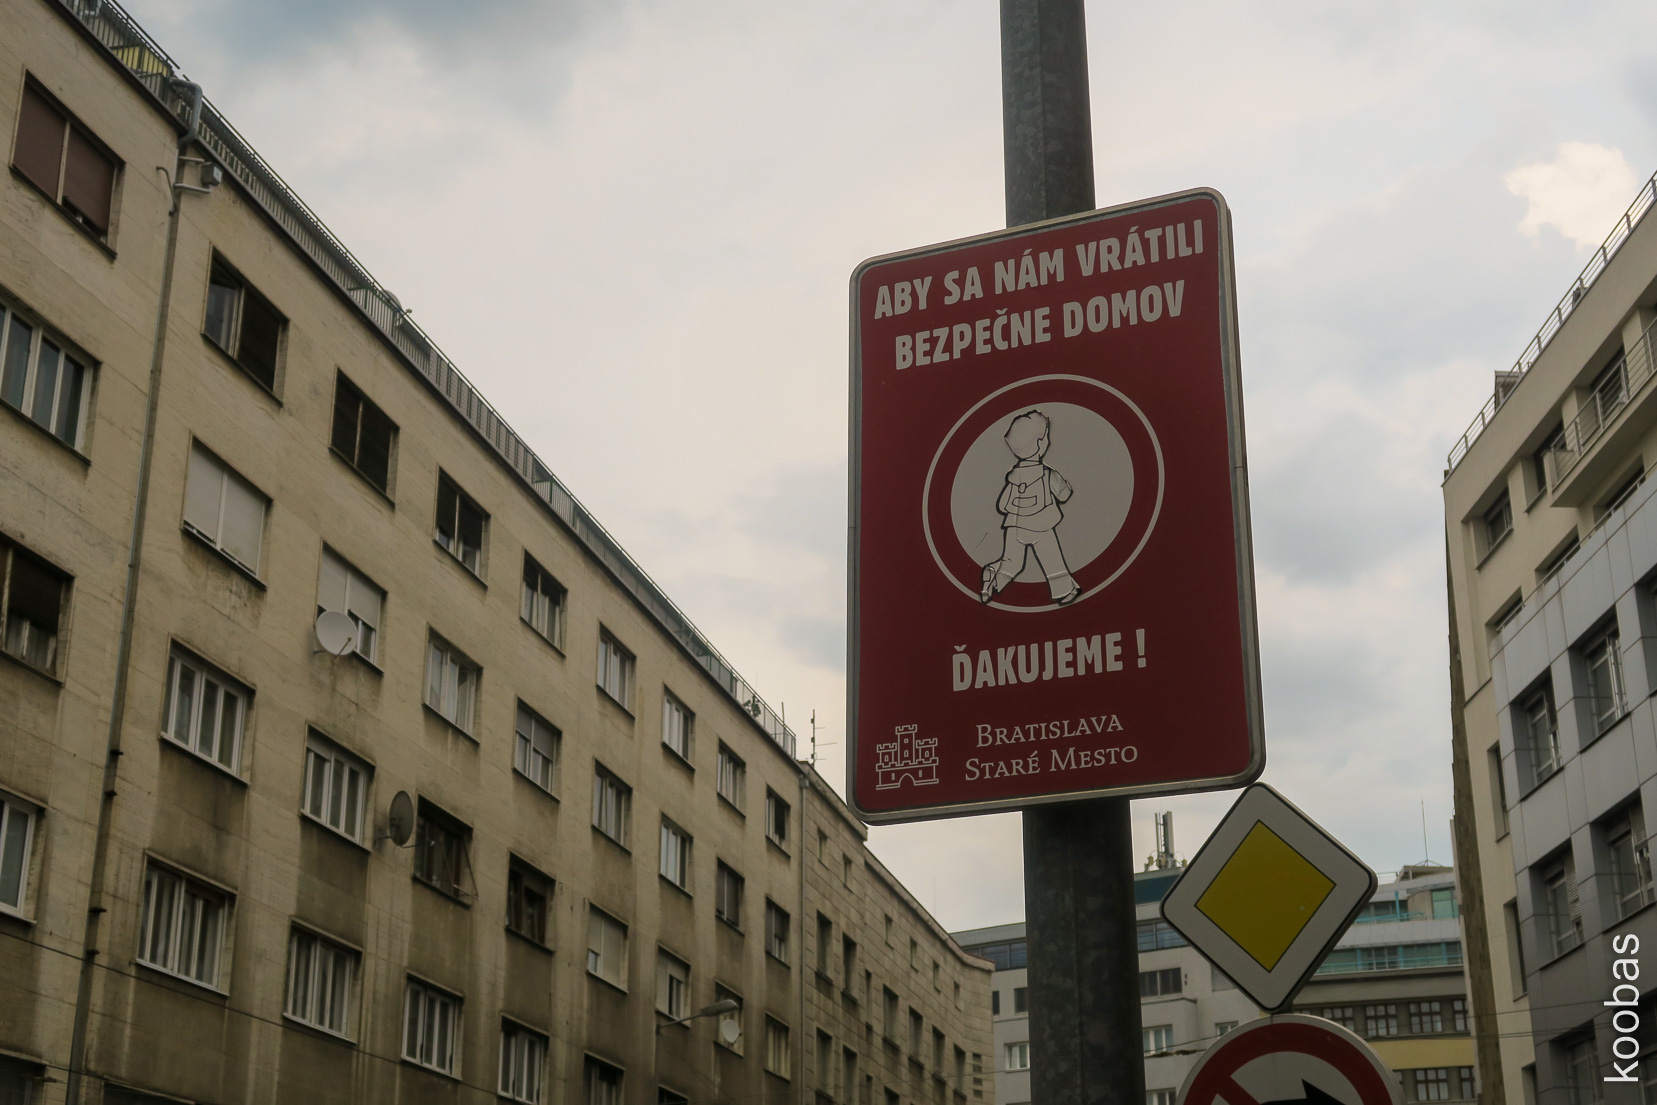 ABY SA NÁM VRÁTILI
BEZPEČNE DOMOV
ĎAKUJEME !
BRATISLAVA
STARÉ MESTO
koobas